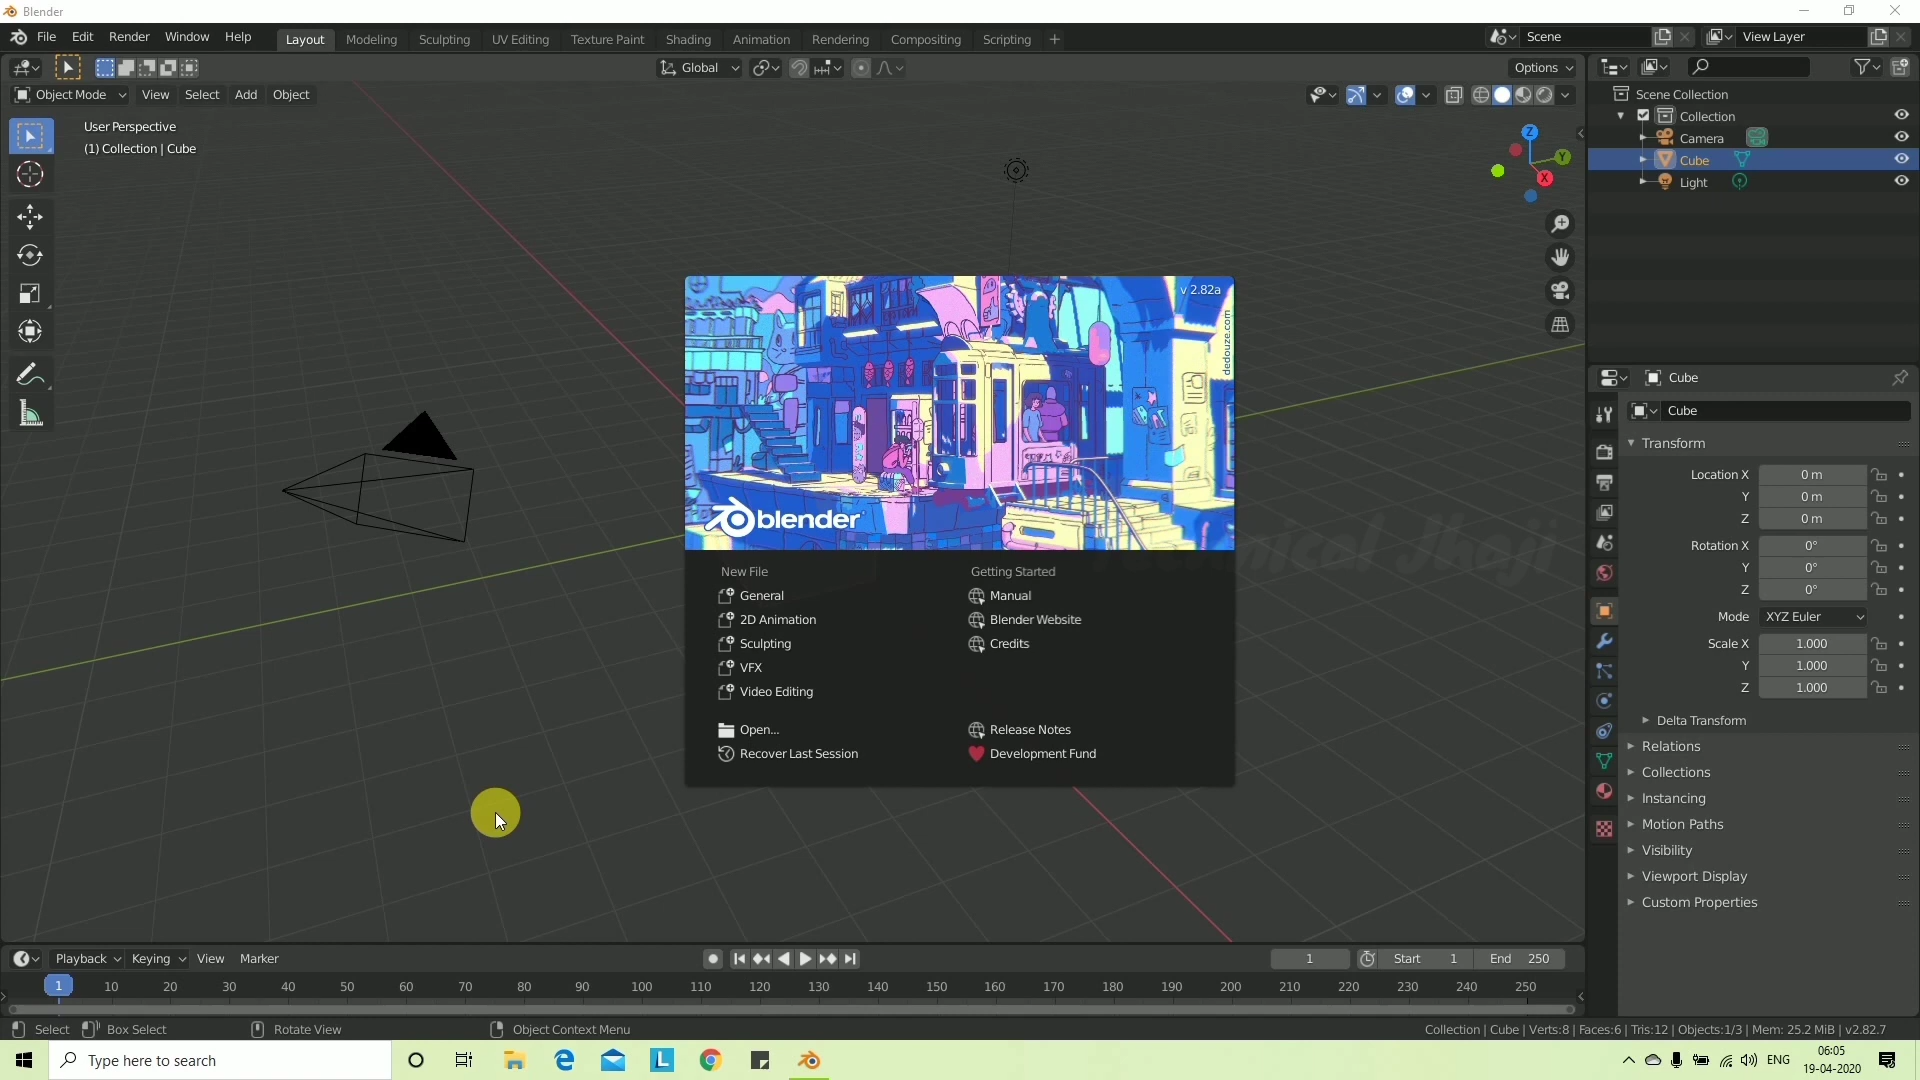 Blender
File Edit Render Window Help Layout Modeling Sculpting UV Editing Texture Paint Shading Animation Rendering Compositing Scripting + Scene View Layer
Global Options
Object Mode View Select Add Object
User Perspective
(1) Collection | Cube
Z
Y
X
Scene Collection
Collection
Camera
Cube
Light
v 2.82a
dedouze.com
blender
New File
General
2D Animation
Sculpting
VFX
Video Editing
Open...
Recover Last Session
Getting Started
Manual
Blender Website
Credits
Release Notes
Development Fund
Technical Jhaji
Cube
Cube
Transform
Location X 0 m
Y 0 m
Z 0 m
Rotation X 0°
Y 0°
Z 0°
Mode XYZ Euler
Scale X 1.000
Y 1.000
Z 1.000
Delta Transform
Relations
Collections
Instancing
Motion Paths
Visibility
Viewport Display
Custom Properties
Playback Keying View Marker 1 Start 1 End 250
1 10 20 30 40 50 60 70 80 90 100 110 120 130 140 150 160 170 180 190 200 210 220 230 240 250
Select Box Select Rotate View Object Context Menu Collection | Cube | Verts:8 | Faces:6 | Tris:12 | Objects:1/3 | Mem: 25.2 MiB | v2.82.7
Type here to search
L
ENG
06:05
19-04-2020